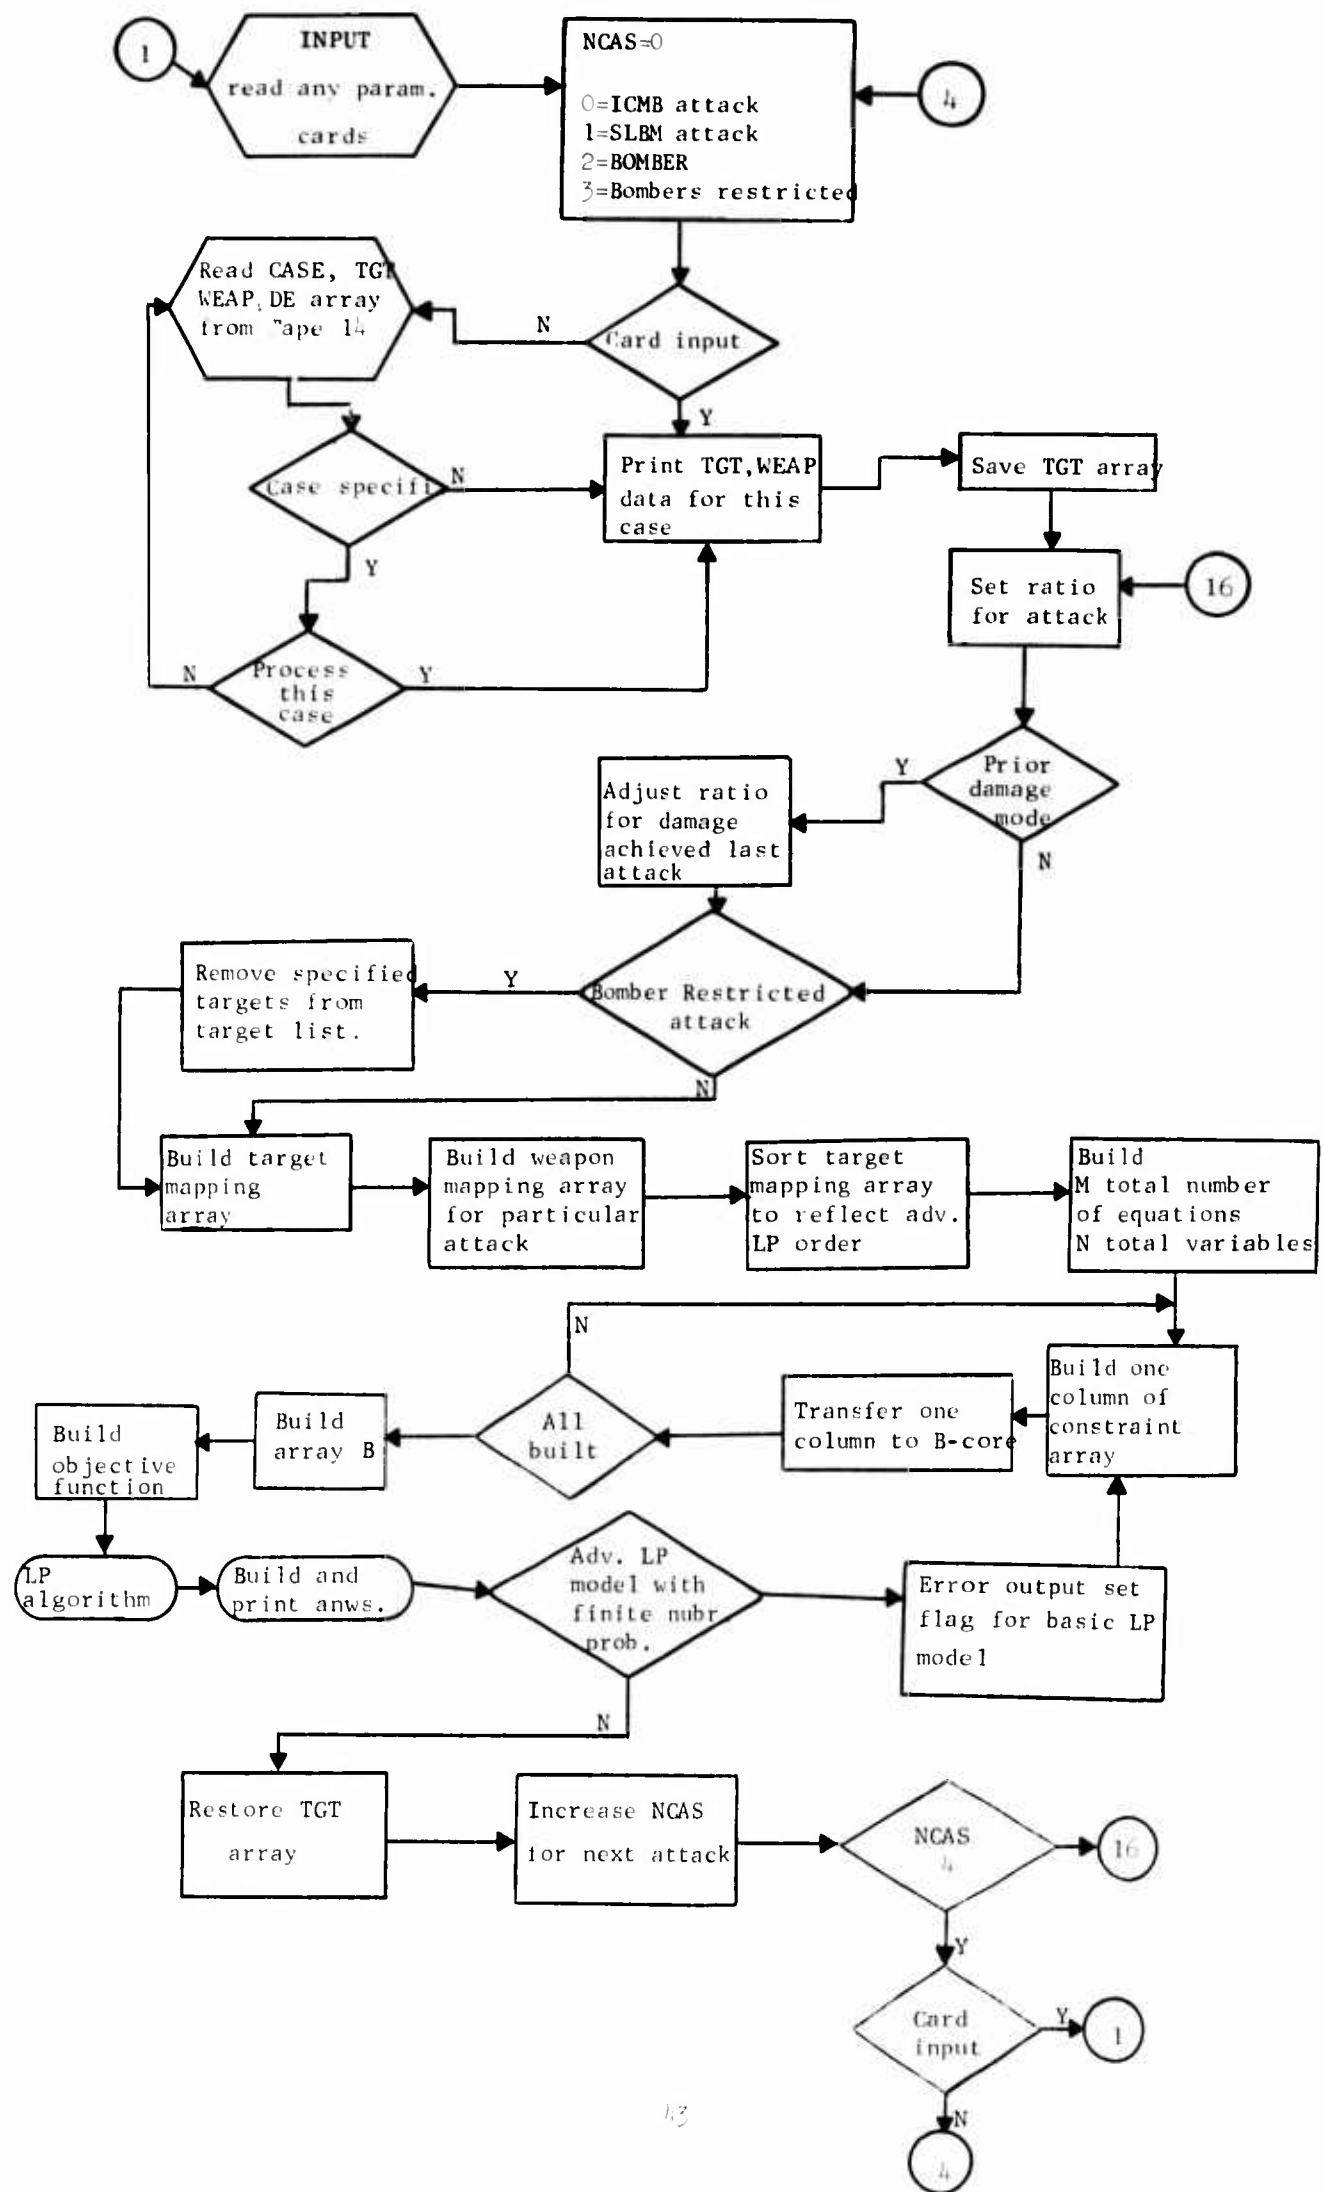 1
INPUT
read any param.
cards
NCAS=0
0=ICMB attack
1=SLBM attack
2=BOMBER
3=Bombers restricted
4
Read CASE, TGT
WEAP, DE array
from Tape 14
N
Card input
Y
Case specifi
N
Print TGT,WEAP
data for this
case
Save TGT array
Y
Set ratio
for attack
16
N
Process
this
case
Y
Prior
damage
mode
Y
N
Adjust ratio
for damage
achieved last
attack
Remove specified
targets from
target list.
Y
Bomber Restricted
attack
N
Build target
mapping
array
Build weapon
mapping array
for particular
attack
Sort target
mapping array
to reflect adv.
LP order
Build
M total number
of equations
N total variables
N
Build one
column of
constraint
array
Transfer one
column to B-core
All
built
Build
array B
Build
objective
function
LP
algorithm
Build and
print anws.
Adv. LP
model with
finite nubr
prob.
Error output set
flag for basic LP
model
N
Restore TGT
array
Increase NCAS
for next attack
NCAS
4
16
Y
Card
input
Y
1
N
4
43